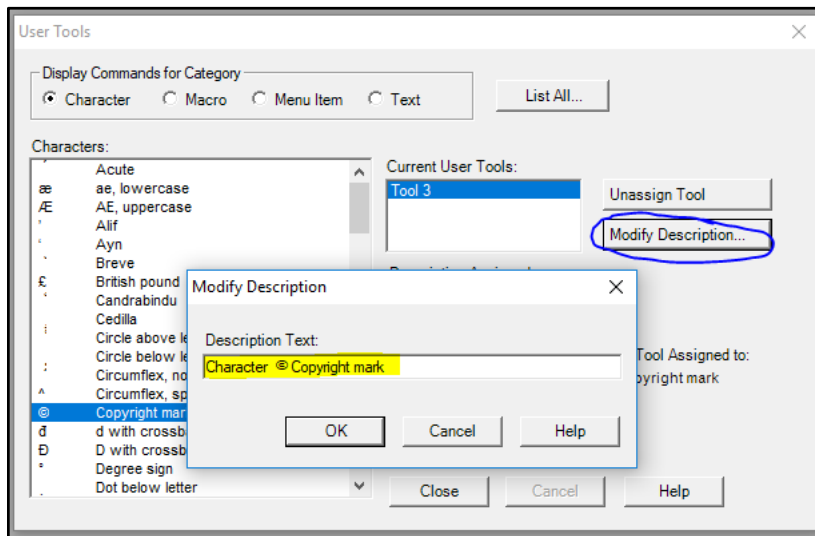 User Tools
Display Commands for Category
Character Macro Menu Item Text
List All...
Characters:
Acute
æ ae, lowercase
Æ AE, uppercase
Alif
Ayn
Breve
£ British pound
Candrabindu
Cedilla
Circle above le
Circle below le
Circumflex, no
^ Circumflex, sp
© Copyright mar
đ d with crossb
Đ D with crossb
° Degree sign
Dot below letter
Current User Tools:
Tool 3
Unassign Tool
Modify Description...
Modify Description
Description Text:
Character © Copyright mark
OK Cancel Help
Tool Assigned to:
pyright mark
Close Cancel Help